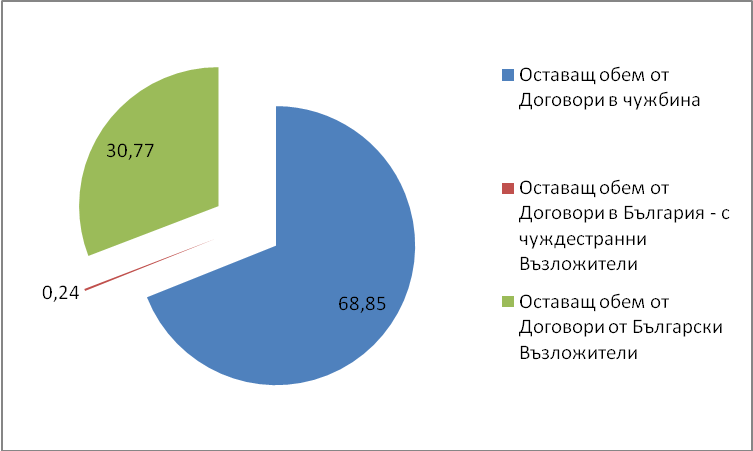 30,77
0,24
68,85
Оставащ обем от
Договори в чужбина
Оставащ обем от
Договори в България - с
чуждестранни
Възложители
Оставащ обем от
Договори от Български
Възложители